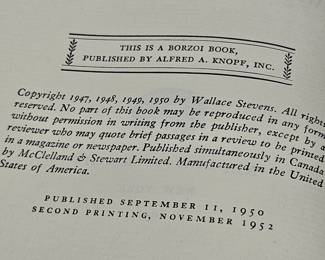 THIS IS A BORZOI BOOK,
PUBLISHED BY ALFRED A. KNOPF, INC.
Copyright 1947, 1948, 1949, 1950 by Wallace Stevens. All rights
reserved. No part of this book may be reproduced in any form
without permission in writing from the publisher, except by a
reviewer who may quote brief passages in a review to be printed
in a magazine or newspaper. Published simultaneously in Canada
by McClelland & Stewart Limited. Manufactured in the United
States of America.
PUBLISHED SEPTEMBER 11, 1950
SECOND PRINTING, NOVEMBER 1952